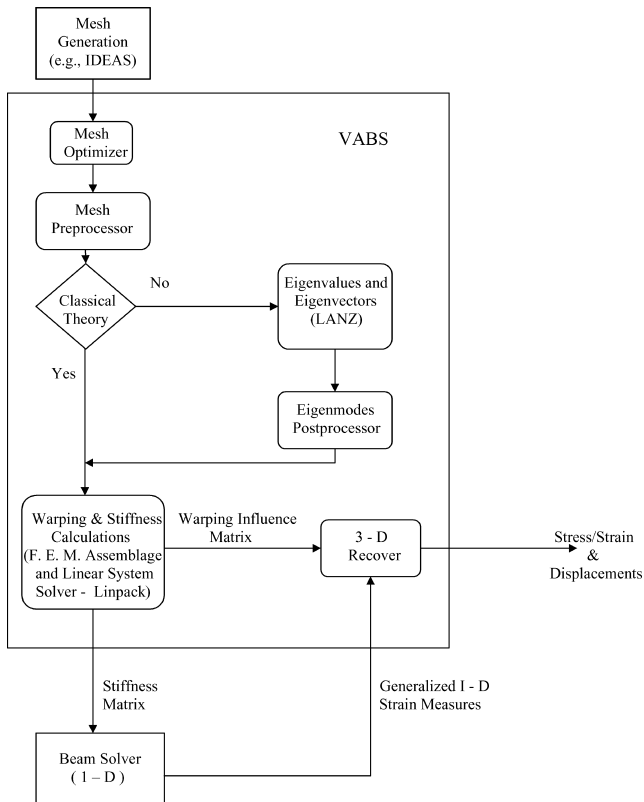 Mesh
Generation
(e.g., IDEAS)
VABS
Mesh
Optimizer
Mesh
Preprocessor
Classical
Theory
No
Eigenvalues and
Eigenvectors
(LANZ)
Yes
Eigenmodes
Postprocessor
Warping & Stiffness
Calculations
(F. E. M. Assemblage
and Linear System
Solver - Linpack)
Warping Influence
Matrix
3 - D
Recover
Stress/Strain
&
Displacements
Stiffness
Matrix
Generalized I - D
Strain Measures
Beam Solver
( 1 – D )